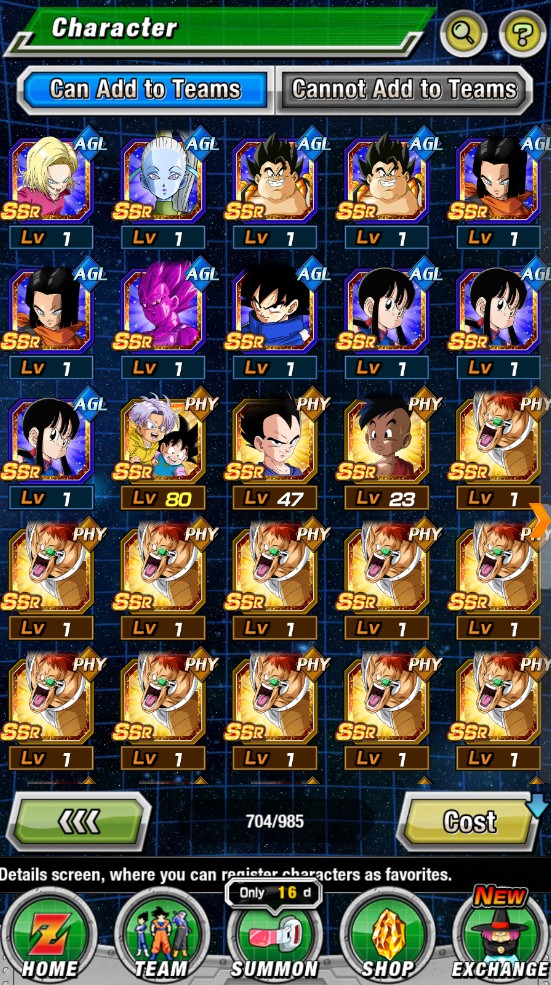 Character
Can Add to Teams Cannot Add to Teams
AGL AGL AGL AGL AGL
SSR SSR SSR SSR SSR
Lv 1 Lv 1 Lv 1 Lv 1 Lv 1
AGL AGL AGL AGL AGL
SSR SSR SSR SSR SSR
Lv 1 Lv 1 Lv 1 Lv 1 Lv 1
AGL PHY PHY PHY PHY
SSR SSR SSR SSR SSR
Lv 1 Lv 80 Lv 47 Lv 23 Lv 1
PHY PHY PHY PHY PHY
SSR SSR SSR SSR SSR
Lv 1 Lv 1 Lv 1 Lv 1 Lv 1
PHY PHY PHY PHY PHY
SSR SSR SSR SSR SSR
Lv 1 Lv 1 Lv 1 Lv 1 Lv 1
704/985 Cost
Details screen, where you can register characters as favorites.
Only 16 d
New
Z
HOME TEAM SUMMON SHOP EXCHANGE